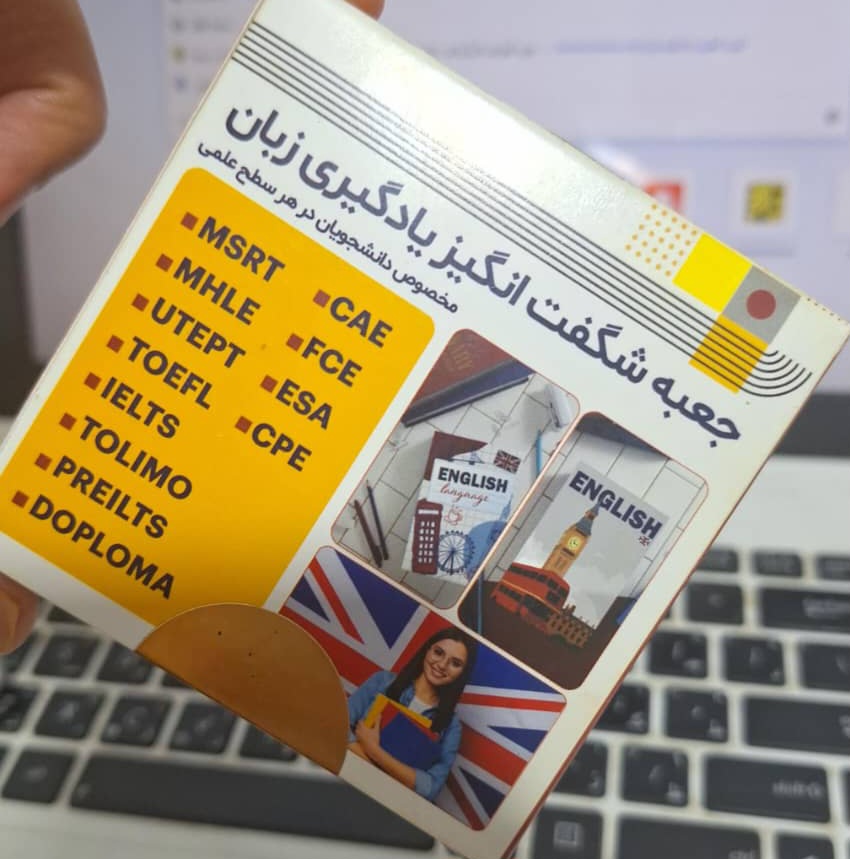 جعبه شگفت انگیز یادگیری زبان
مخصوص دانشجویان در هر سطح علمی
MSRT
MHLE
UTEPT
TOEFL
IELTS
TOLIMO
PREILTS
DOPLOMA
CAE
FCE
ESA
CPE
ENGLISH
language
ENGLISH